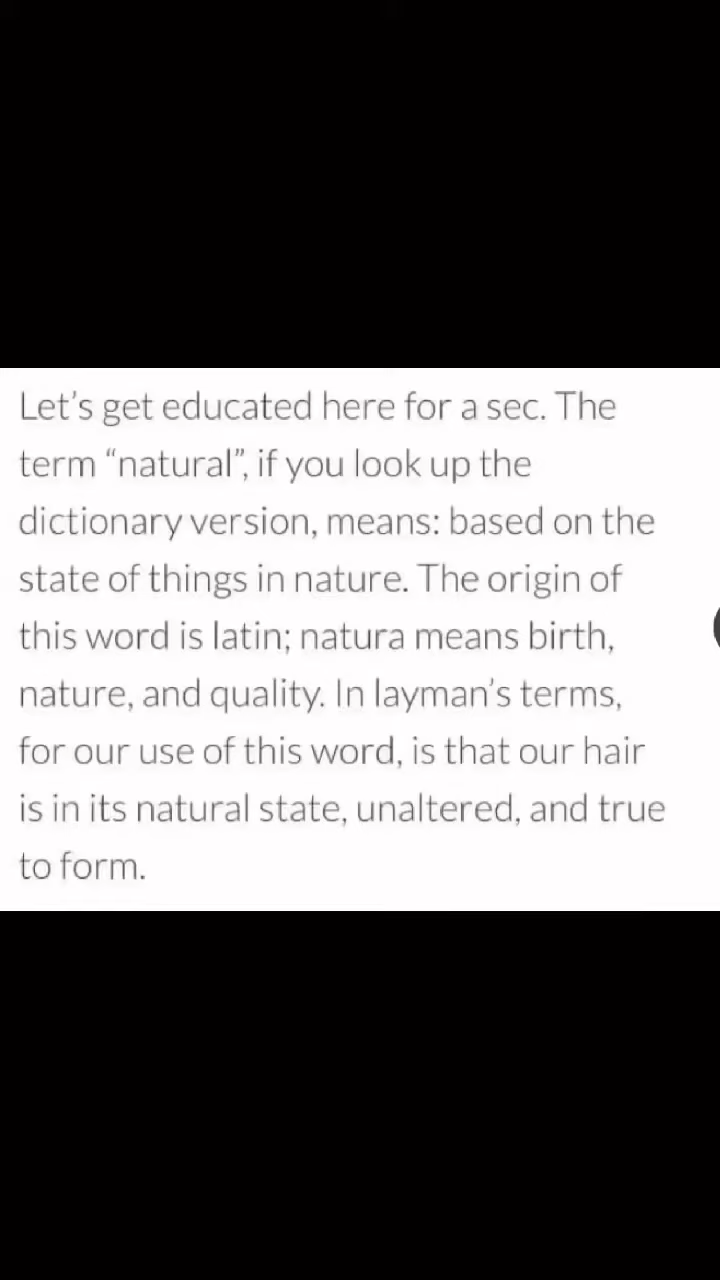 Let’s get educated here for a sec. The
term “natural”, if you look up the
dictionary version, means: based on the
state of things in nature. The origin of
this word is latin; natura means birth,
nature, and quality. In layman’s terms,
for our use of this word, is that our hair
is in its natural state, unaltered, and true
to form.